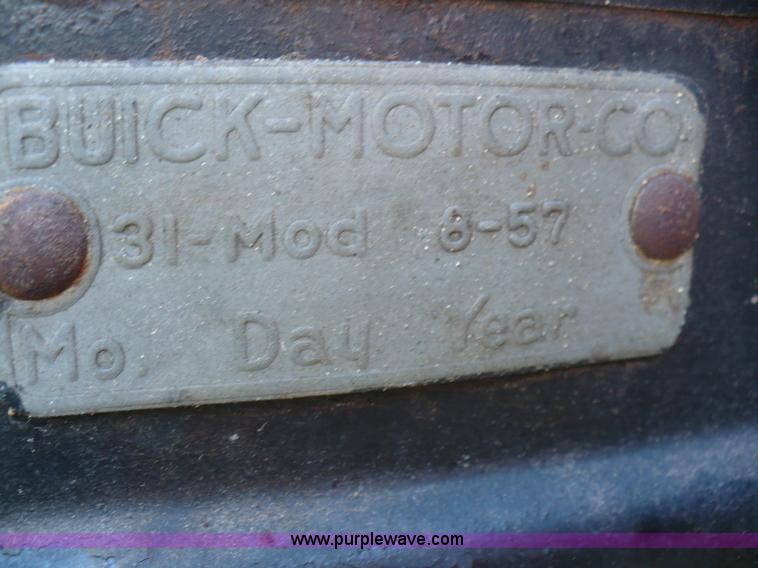 BUICK-MOTOR-CO.
31-Mod 8-57
Mo. Day Year
www.purplewave.com